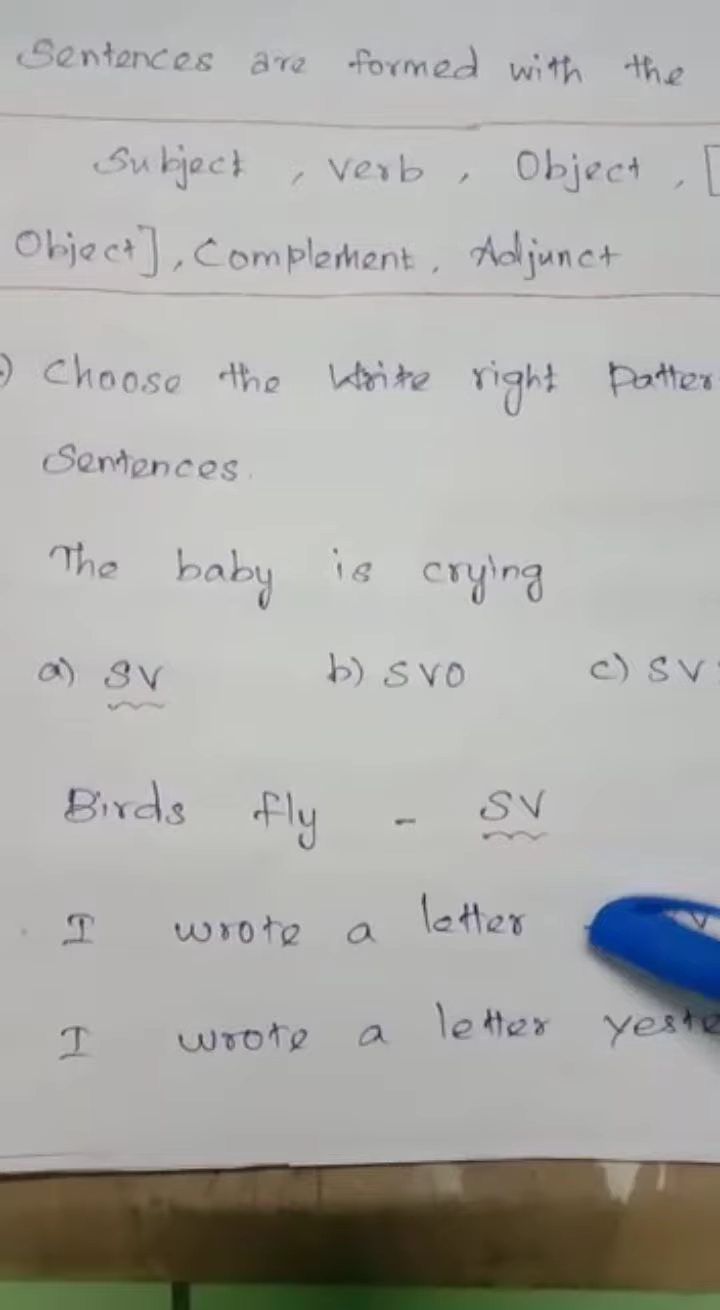 Sentences are formed with the
Subject, Verb, Object, [
Object], Complement, Adjunct
) Choose the right
Sentences.
The baby is crying
a) SV b) SVO c) SV
Birds fly - SV
I wrote a letter
I wrote a letter